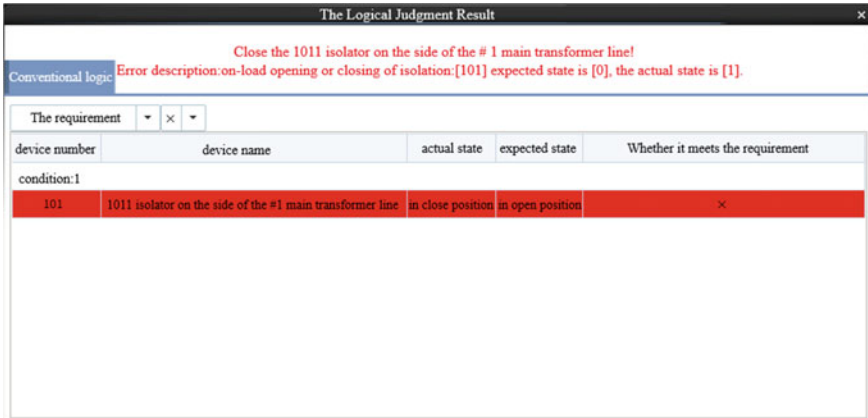 The Logical Judgment Result ×
Close the 1011 isolator on the side of the # 1 main transformer line!
Conventional logic Error description:on-load opening or closing of isolation:[101] expected state is [0], the actual state is [1].
The requirement ×
device number device name actual state expected state Whether it meets the requirement
condition:1
101 1011 isolator on the side of the #1 main transformer line in close position in open position ×